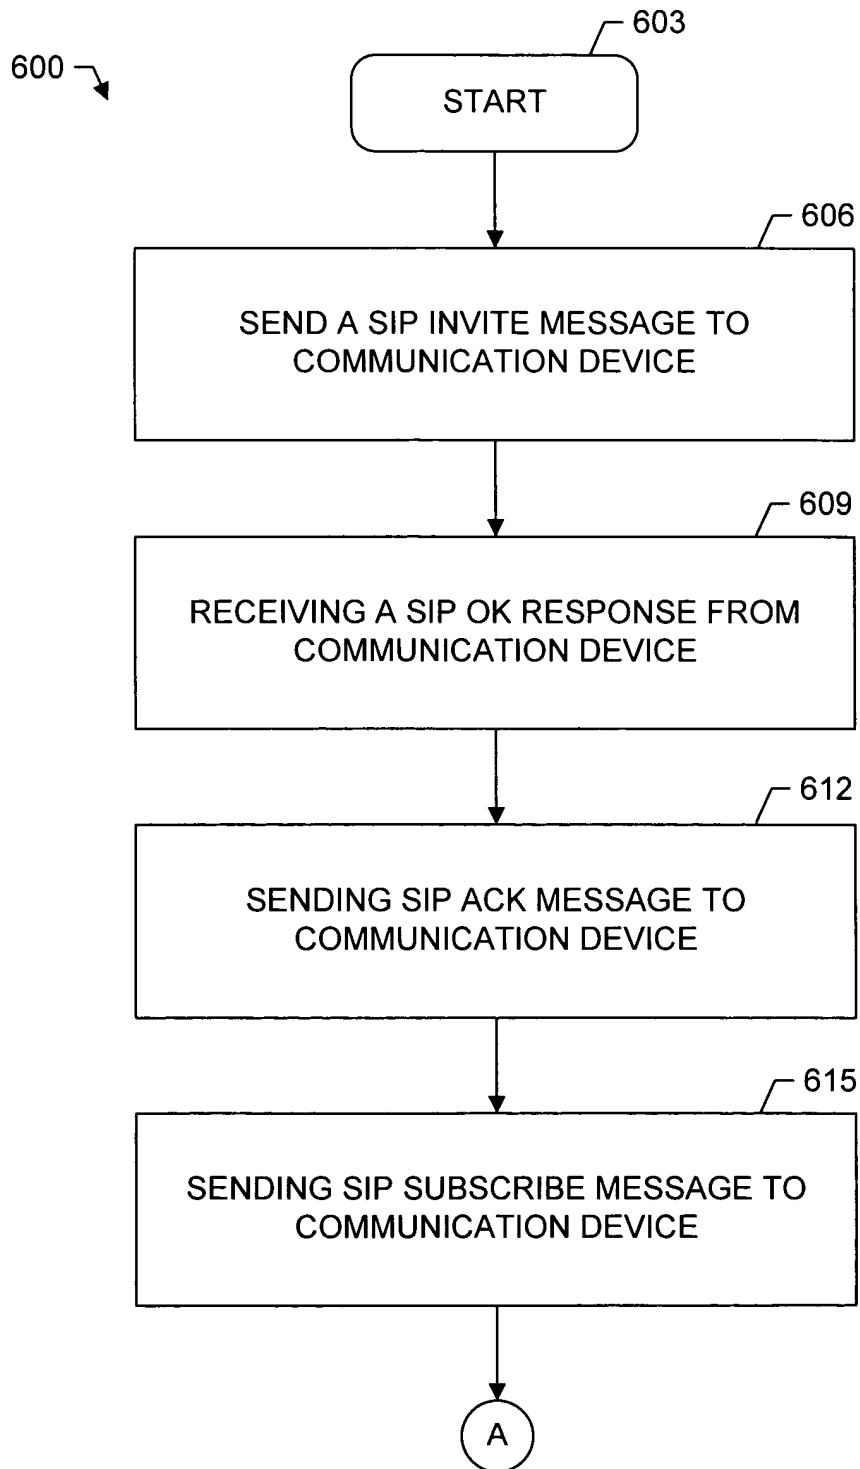 603
600
START
606
SEND A SIP INVITE MESSAGE TO
COMMUNICATION DEVICE
609
RECEIVING A SIP OK RESPONSE FROM
COMMUNICATION DEVICE
612
SENDING SIP ACK MESSAGE TO
COMMUNICATION DEVICE
615
SENDING SIP SUBSCRIBE MESSAGE TO
COMMUNICATION DEVICE
A